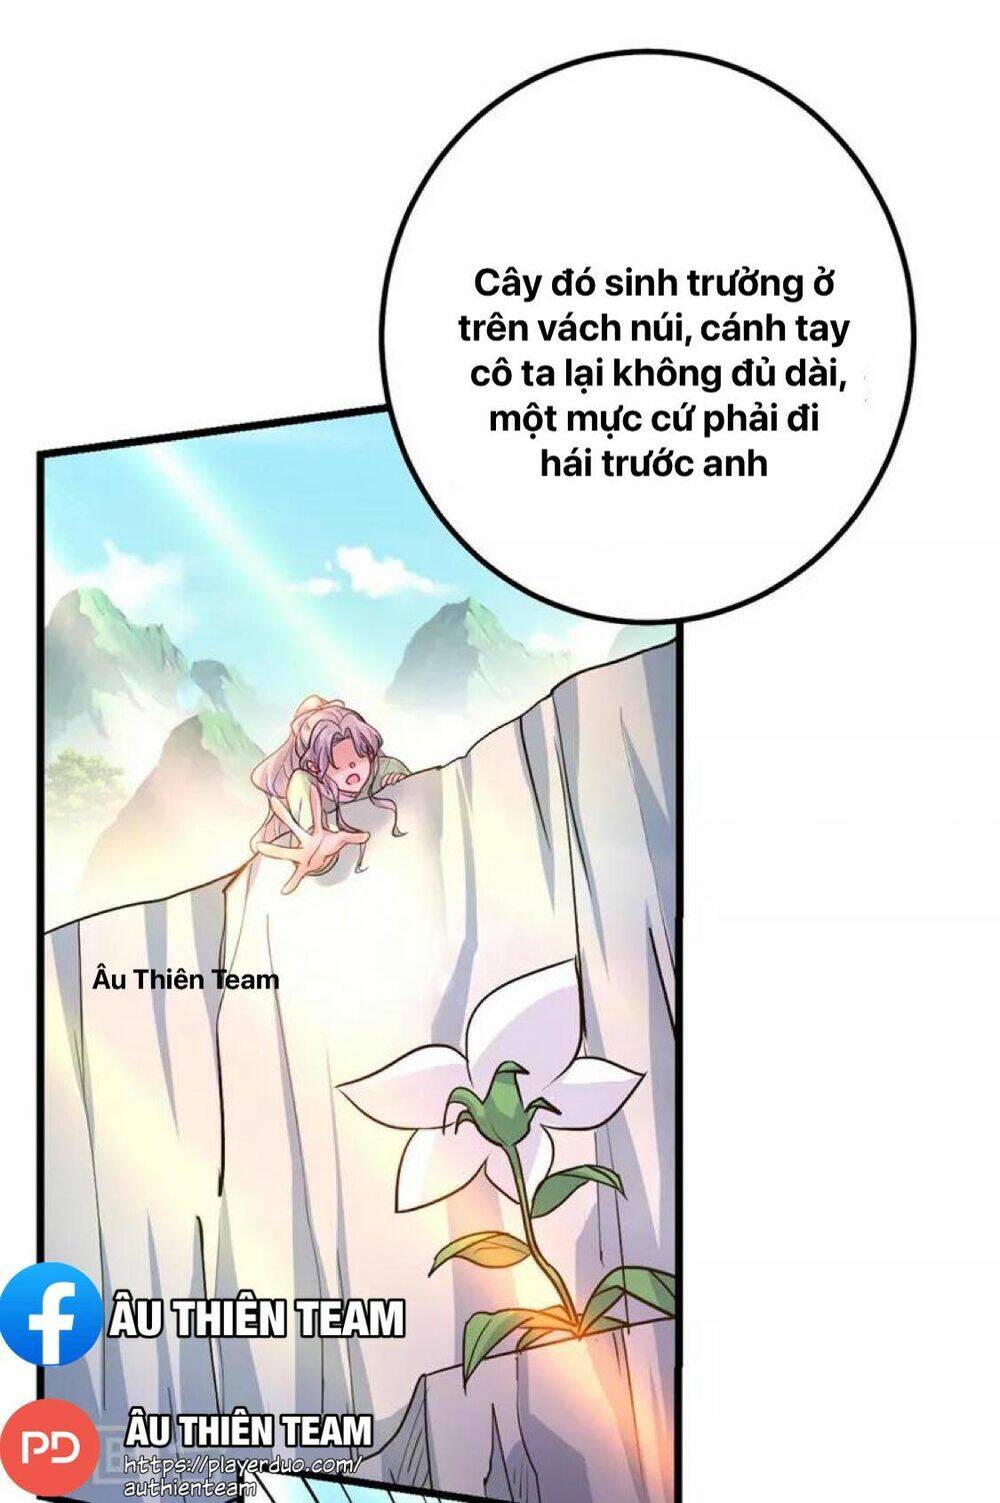 Cây đó sinh trưởng ở
trên vách núi, cánh tay
cô ta lại không đủ dài,
một mực cứ phải đi
hái trước anh
Âu Thiên Team
ÂU THIÊN TEAM
PD
ÂU THIÊN TEAM
https://playerduo.com/
authienteam